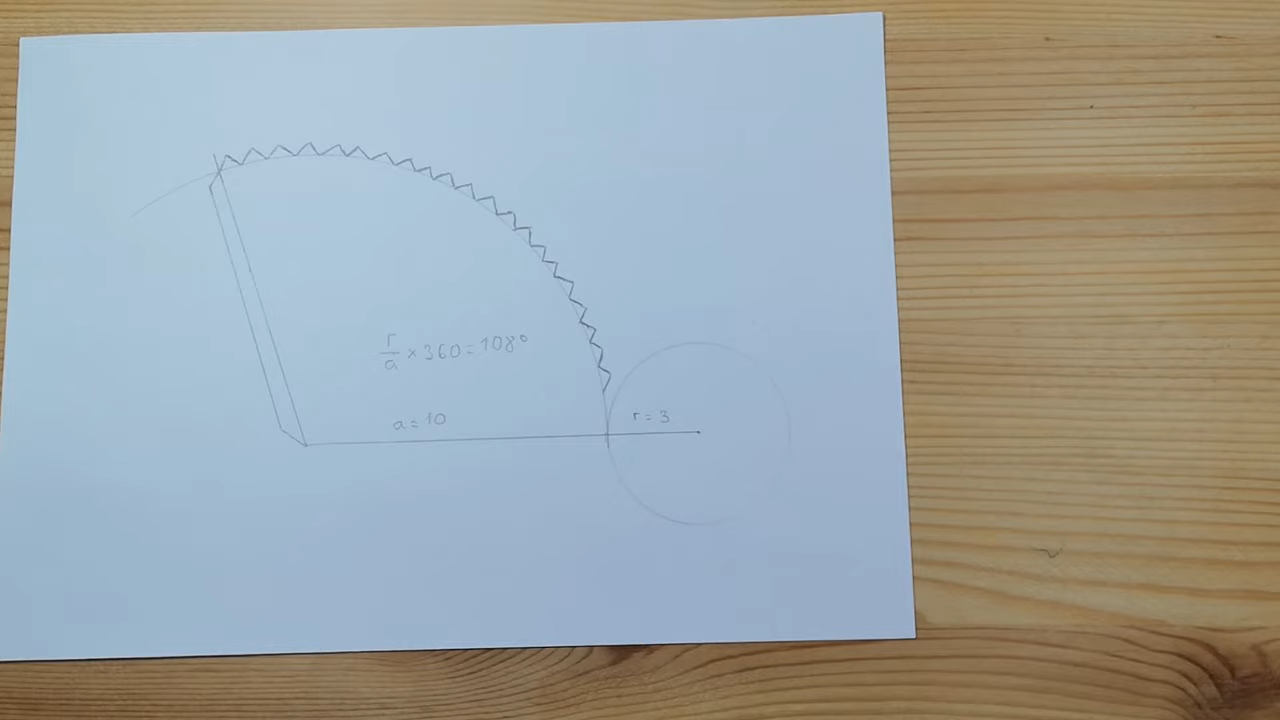 r/a × 360 = 108°
a = 10
r = 3